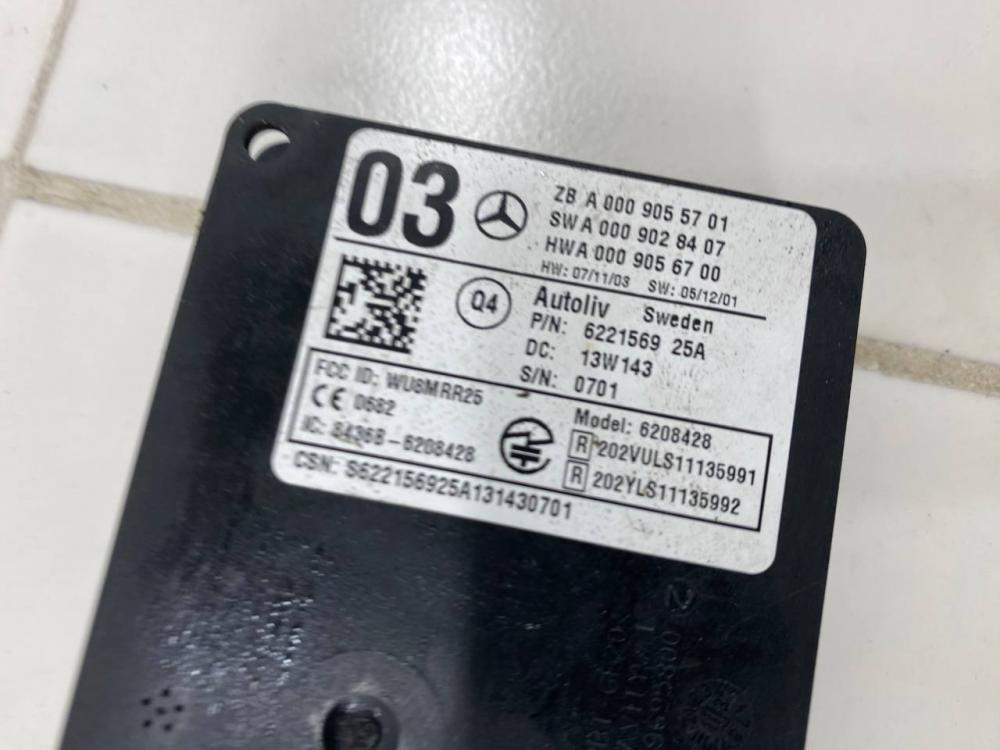 03
ZB A 000 905 57 01
SW A 000 902 84 07
HW A 000 905 67 00
HW: 07/11/03 SW: 05/12/01
Q4
Autoliv Sweden
P/N: 6221569 25A
DC: 13W143
S/N: 0701
FCC ID: WU8MRR25
CE 0682
IC: 8436B-6208428
Model: 6208428
R 202VULS11135991
R 202YLS11135992
CSN: S622156925A131430701